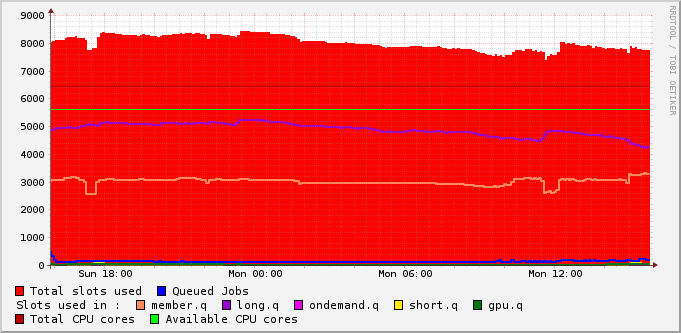 9000
8000
7000
6000
5000
4000
3000
2000
1000
0
Sun 18:00 Mon 00:00 Mon 06:00 Mon 12:00
Total slots used Queued Jobs
Slots used in : member.q long.q ondemand.q short.q gpu.q
Total CPU cores Available CPU cores
RRDTOOL / TOBI OETIKER